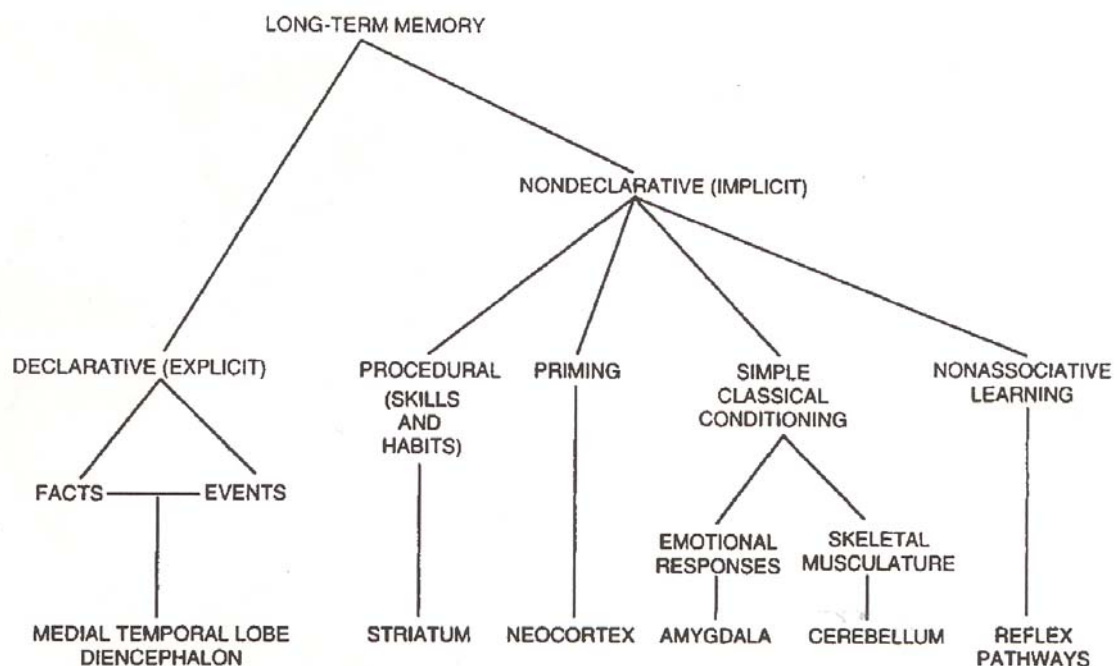 LONG-TERM MEMORY
NONDECLARATIVE (IMPLICIT)
DECLARATIVE (EXPLICIT)
PROCEDURAL
(SKILLS
AND
HABITS)
PRIMING
SIMPLE
CLASSICAL
CONDITIONING
NONASSOCIATIVE
LEARNING
FACTS
EVENTS
EMOTIONAL
RESPONSES
SKELETAL
MUSCULATURE
MEDIAL TEMPORAL LOBE
DIENCEPHALON
STRIATUM
NEOCORTEX
AMYGDALA
CEREBELLUM
REFLEX
PATHWAYS